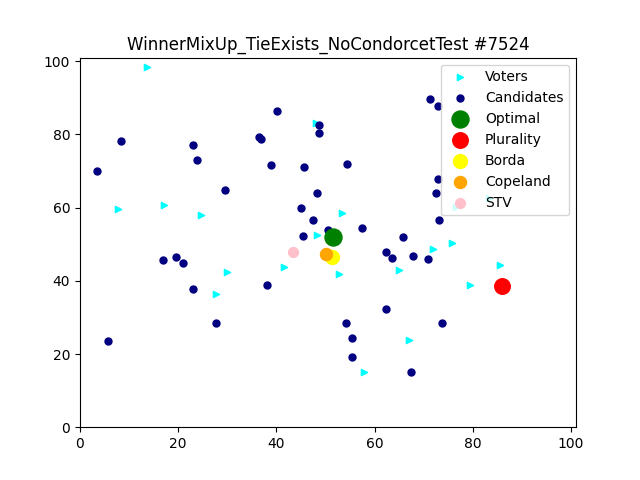 WinnerMixUp_TieExists_NoCondorcetTest #7524
100
80
60
40
20
0
0 20 40 60 80 100
Voters
Candidates
Optimal
Plurality
Borda
Copeland
STV